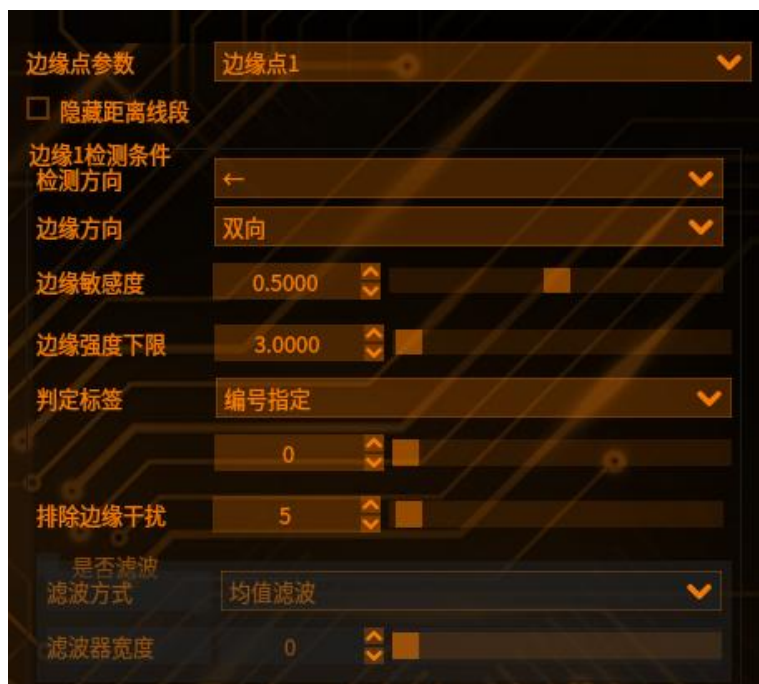 边缘点参数 边缘点1
隐藏距离线段
边缘1检测条件
检测方向 ←
边缘方向 双向
边缘敏感度 0.5000
边缘强度下限 3.0000
判定标签 编号指定
0
排除边缘干扰 5
是否滤波
滤波方式 均值滤波
滤波器宽度 0